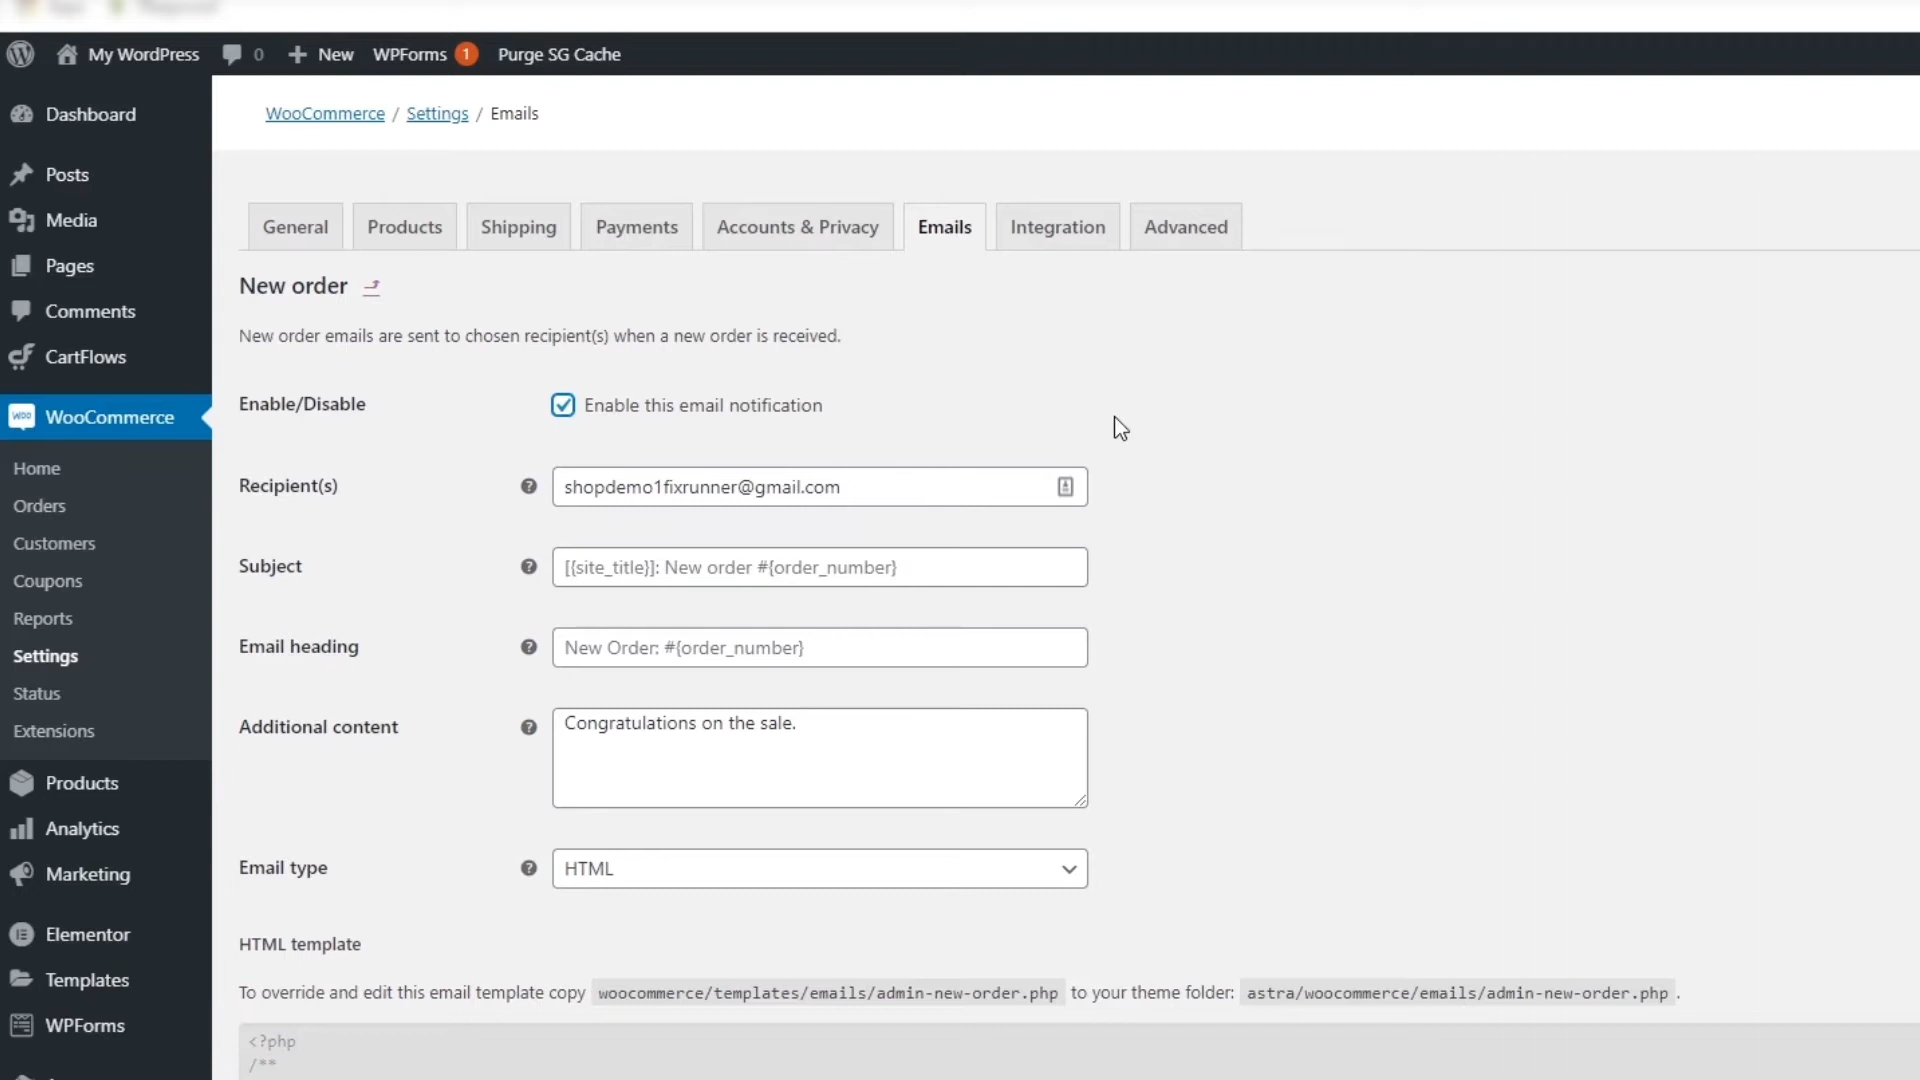 My WordPress 0 New WPForms 1 Purge SG Cache
Dashboard
Posts
Media
Pages
Comments
CartFlows
WooCommerce
Home
Orders
Customers
Coupons
Reports
Settings
Status
Extensions
Products
Analytics
Marketing
Elementor
Templates
WPForms
WooCommerce / Settings / Emails
General Products Shipping Payments Accounts & Privacy Emails Integration Advanced
New order
New order emails are sent to chosen recipient(s) when a new order is received.
Enable/Disable Enable this email notification
Recipient(s) shopdemo1fixrunner@gmail.com
Subject [{site_title}]: New order #{order_number}
Email heading New Order: #{order_number}
Additional content Congratulations on the sale.
Email type HTML
HTML template
To override and edit this email template copy woocommerce/templates/emails/admin-new-order.php to your theme folder: astra/woocommerce/emails/admin-new-order.php .
<?php
/**